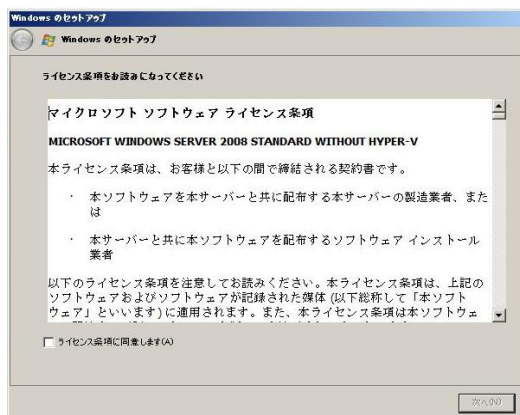 Windows のセットアップ
Windows のセットアップ
ライセンス条項をお読みになってください
マイクロソフト ソフトウェア ライセンス条項
MICROSOFT WINDOWS SERVER 2008 STANDARD WITHOUT HYPER-V
本ライセンス条項は、お客様と以下の間で締結される契約書です。
· 本ソフトウェアを本サーバーと共に配布する本サーバーの製造業者、また
は
· 本サーバーと共に本ソフトウェアを配布するソフトウェア インストール
業者
以下のライセンス条項を注意してお読みください。本ライセンス条項は、上記の
ソフトウェアおよびソフトウェアが記録された媒体 (以下総称して「本ソフト
ウェア」といいます) に適用されます。また、本ライセンス条項は本ソフトウェ
ライセンス条項に同意します(A)
次へ(N)